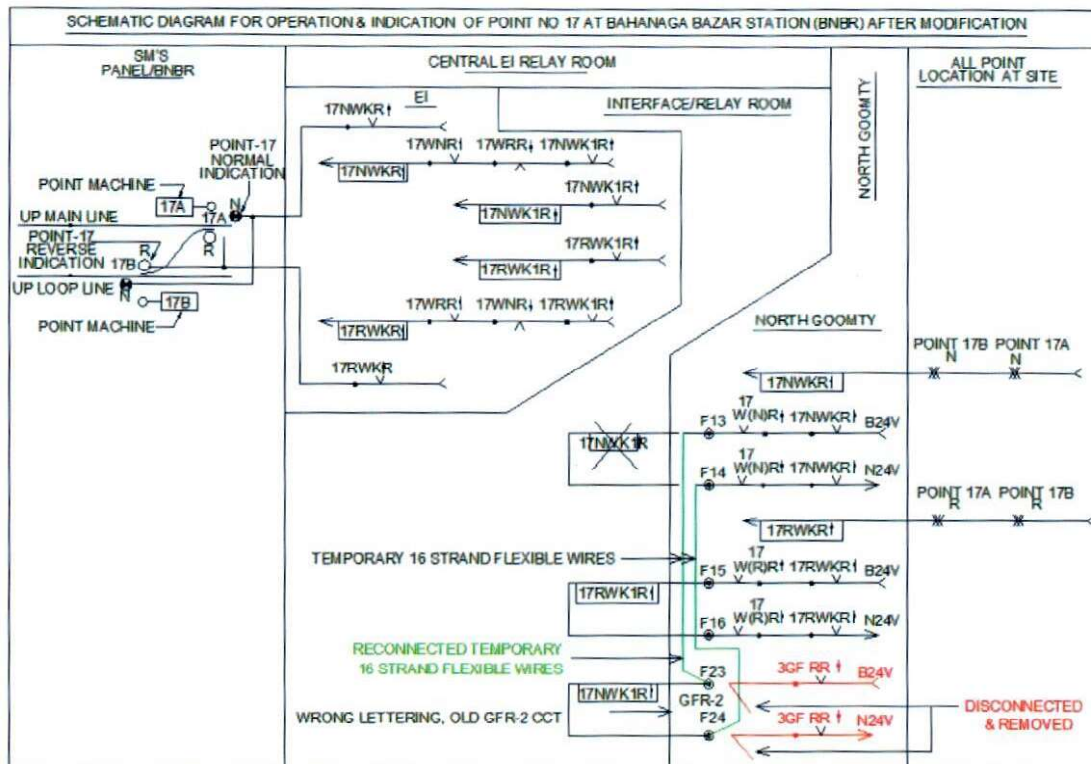 SCHEMATIC DIAGRAM FOR OPERATION & INDICATION OF POINT NO 17 AT BAHANAGA BAZAR STATION (BNBR) AFTER MODIFICATION
SM'S
PANEL/BNBR
CENTRAL EI RELAY ROOM
ALL POINT
LOCATION AT SITE
EI
INTERFACE/RELAY ROOM
NORTH GOOMTY
17NWKR↑
POINT-17
NORMAL
INDICATION
17WNR↑ 17WRR↓ 17NWK1R↑
17NWKR↑
POINT MACHINE
17A
N
17A
17NWK1R↑
17NWK1R↑
UP MAIN LINE
POINT-17
REVERSE
INDICATION
R
R
17B
17RWK1R↑
17RWK1R↑
UP LOOP LINE
N
17B
POINT MACHINE
17WRR↑ 17WNR↓ 17RWK1R↑
17RWKR↑
17RWKR
NORTH GOOMTY
POINT 17B POINT 17A
N N
17NWKR↑
F13 17 W(N)R↑ 17NWKR↑ B24V
17NWK1R
F14 17 W(N)R↑ 17NWKR↑ N24V
POINT 17A POINT 17B
R R
17RWKR↑
TEMPORARY 16 STRAND FLEXIBLE WIRES
F15 17 W(R)R↑ 17RWKR↑ B24V
17RWK1R↑
F16 17 W(R)R↑ 17RWKR↑ N24V
RECONNECTED TEMPORARY
16 STRAND FLEXIBLE WIRES
F23 3GF RR↑ B24V
17NWK1R↑
GFR-2
WRONG LETTERING, OLD GFR-2 CCT
F24 3GF RR↑ N24V
DISCONNECTED
& REMOVED